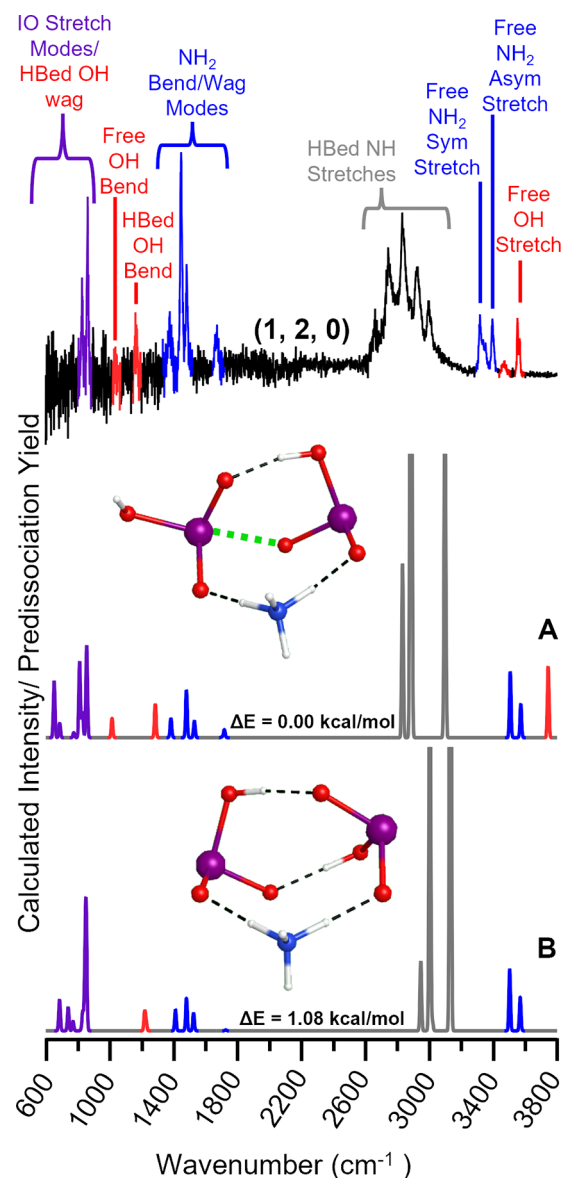 IO Stretch
Modes/
HBed OH
wag
Free
OH
Bend
HBed
OH
Bend
NH2
Bend/Wag
Modes
HBed NH
Stretches
Free
NH2
Sym
Stretch
Free
NH2
Asym
Stretch
Free
OH
Stretch
(1, 2, 0)
Calculated Intensity/ Predissociation Yield
A
ΔE = 0.00 kcal/mol
B
ΔE = 1.08 kcal/mol
600
1000
1400
1800
2200
2600
3000
3400
3800
Wavenumber (cm-1 )